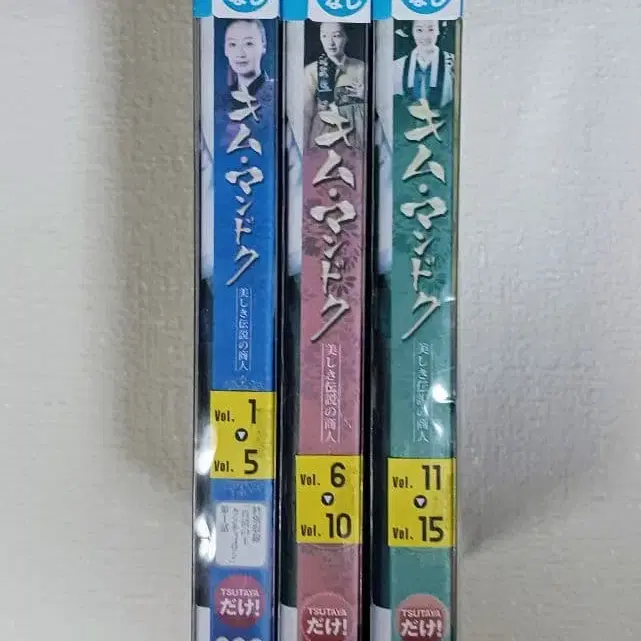 なし
キム・マンドク
美しき伝説の商人
Vol. 1
Vol. 5
TSUTAYA
だけ!
なし
キム・マンドク
美しき伝説の商人
Vol. 6
Vol. 10
TSUTAYA
だけ!
なし
キム・マンドク
美しき伝説の商人
Vol. 11
Vol. 15
TSUTAYA
だけ!